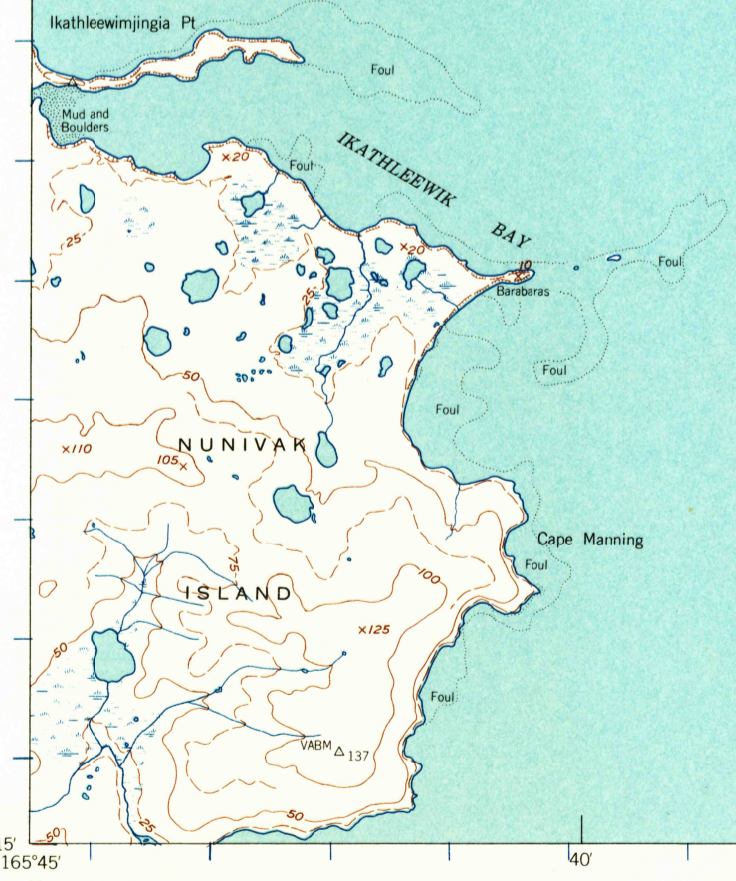 Ikathleewimjingia Pt
Foul
Mud and
Boulders
IKATHLEEWIK BAY
×20
Foul
25
×20
10
Foul
Barabaras
25
50
Foul
Foul
NUNIVAK
×110
105×
Cape Manning
Foul
75
100
ISLAND
×125
50
Foul
VABM △ 137
50
25
50
5'
165°45'
40'